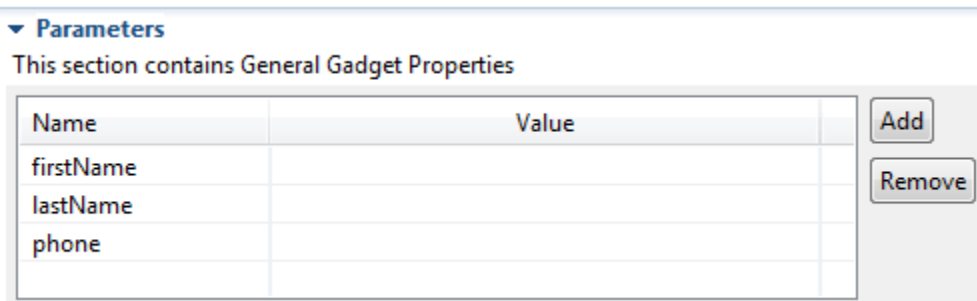 Parameters
This section contains General Gadget Properties
Name Value
Add
firstName
Remove
lastName
phone